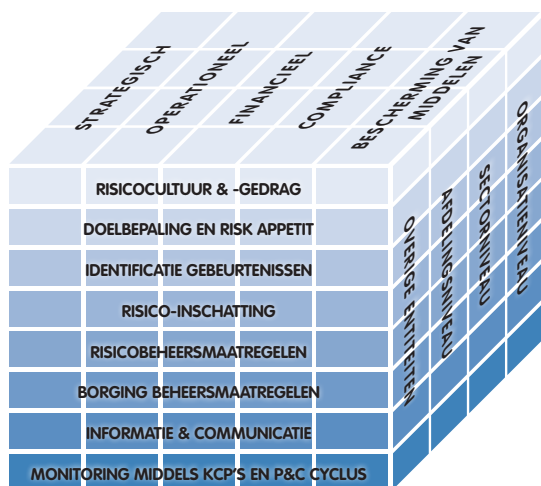 STRATEGISCH
OPERATIONEEL
FINANCIEEL
COMPLIANCE
BESCHERMING VAN
MIDDELEN
RISICOCULTUUR & -GEDRAG
DOELBEPALING EN RISK APPETIT
IDENTIFICATIE GEBEURTENISSEN
RISICO-INSCHATTING
RISICOBEHEERSMAATREGELEN
BORGING BEHEERSMAATREGELEN
INFORMATIE & COMMUNICATIE
MONITORING MIDDELS KCP'S EN P&C CYCLUS
OVERIGE ENTITEITEN
AFDELINGSNIVEAU
SECTORNIVEAU
ORGANISATIENIVEAU